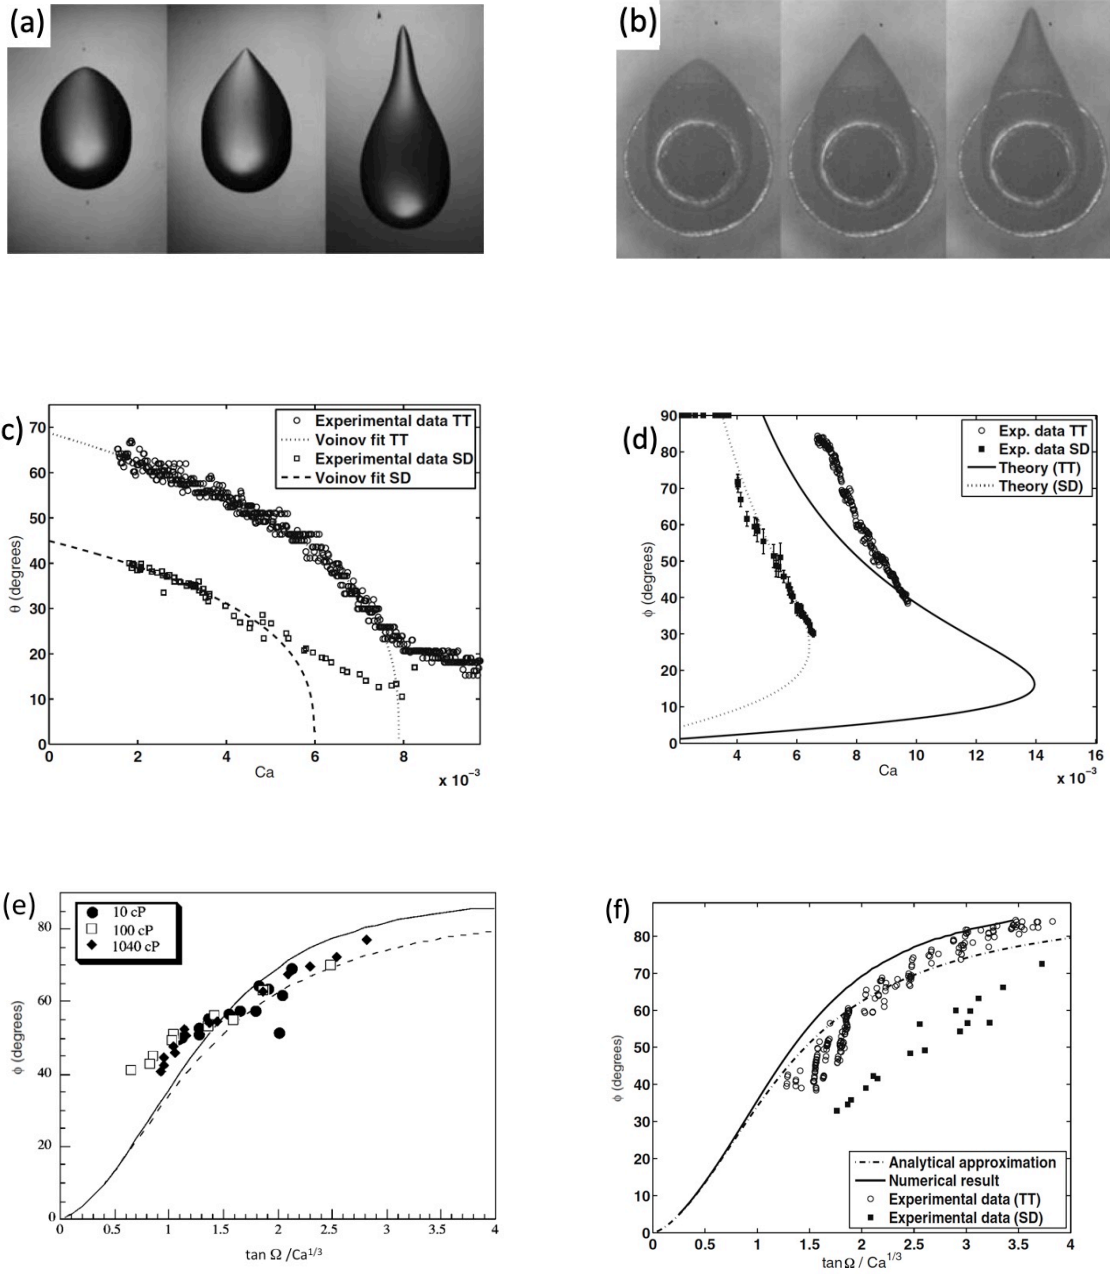 (a)
(b)
c)
70
60
50
40
30
20
10
0
θ (degrees)
Experimental data TT
Voinov fit TT
Experimental data SD
Voinov fit SD
0 2 4 6 8
Ca
x 10⁻³
(d)
90
80
70
60
50
40
30
20
10
0
ϕ (degrees)
Exp. data TT
Exp. data SD
Theory (TT)
Theory (SD)
4 6 8 10 12 14 16
Ca
x 10⁻³
(e)
80
60
40
20
0
ϕ (degrees)
10 cP
100 cP
1040 cP
0 0.5 1 1.5 2 2.5 3 3.5 4
tan Ω /Ca^1/3
(f)
90
80
70
60
50
40
30
20
10
0
ϕ (degrees)
Analytical approximation
Numerical result
Experimental data (TT)
Experimental data (SD)
0 0.5 1 1.5 2 2.5 3 3.5 4
tan Ω / Ca^1/3